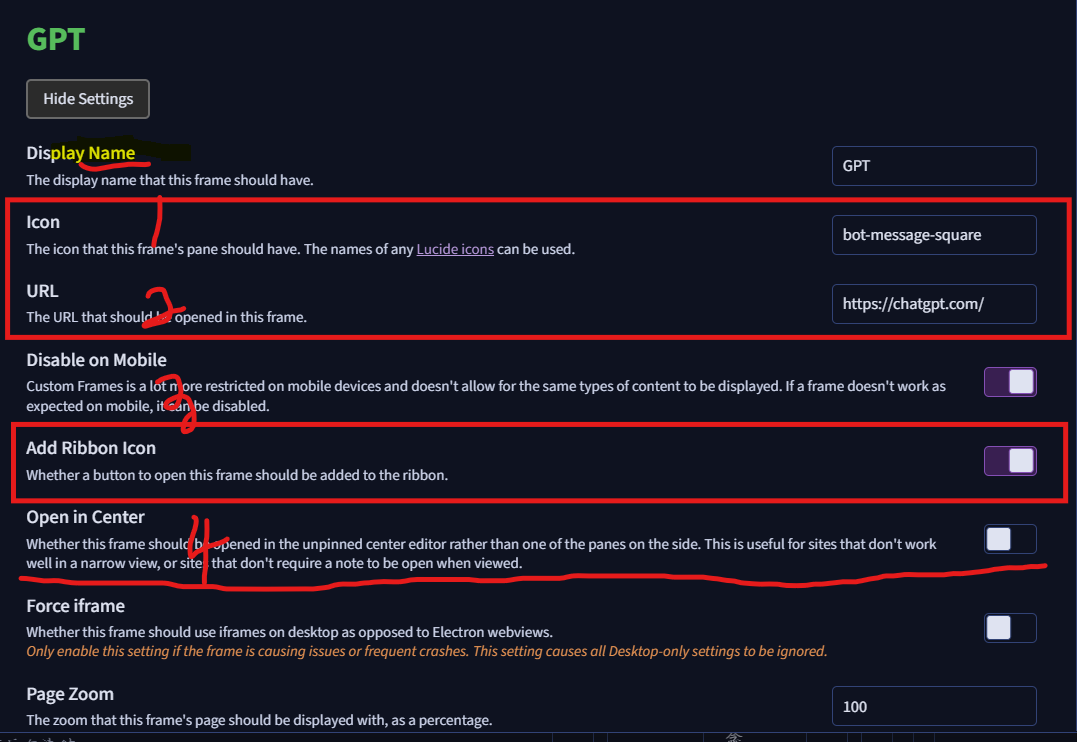 GPT
Hide Settings
Display Name
The display name that this frame should have.
GPT
1
Icon
The icon that this frame's pane should have. The names of any Lucide icons can be used.
bot-message-square
URL
The URL that should be opened in this frame.
https://chatgpt.com/
2
Disable on Mobile
Custom Frames is a lot more restricted on mobile devices and doesn't allow for the same types of content to be displayed. If a frame doesn't work as
expected on mobile, it can be disabled.
3
Add Ribbon Icon
Whether a button to open this frame should be added to the ribbon.
Open in Center
Whether this frame should be opened in the unpinned center editor rather than one of the panes on the side. This is useful for sites that don't work
well in a narrow view, or sites that don't require a note to be open when viewed.
4
Force iframe
Whether this frame should use iframes on desktop as opposed to Electron webviews.
Only enable this setting if the frame is causing issues or frequent crashes. This setting causes all Desktop-only settings to be ignored.
Page Zoom
The zoom that this frame's page should be displayed with, as a percentage.
100